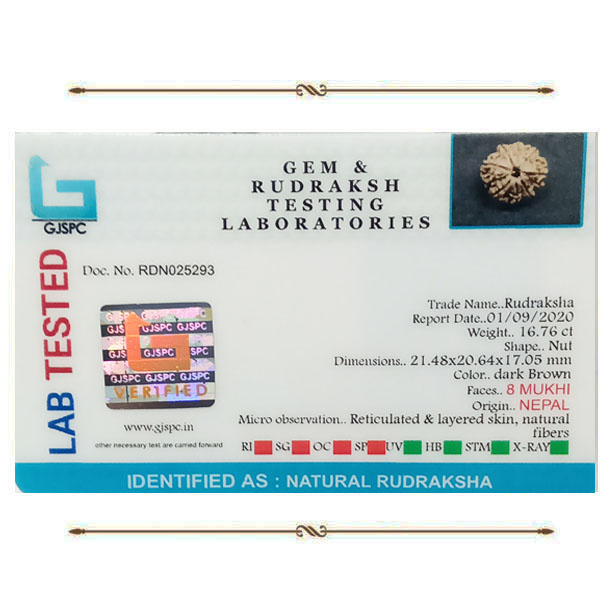 GJSPC
LAB TESTED
GEM &
RUDRAKSH
TESTING
LABORATORIES
Doc. No. RDN025293
GJSPC GJSPC
GJSPC GJSPC
GJSPC
GJSPC GJSPC
VERIFIED
www.gjspc.in
other necessary test are carried forward
Trade Name..Rudraksha
Report Date..01/09/2020
Weight.. 16.76 ct
Shape.. Nut
Dimensions.. 21.48x20.64x17.05 mm
Color.. dark Brown
Faces.. 8 MUKHI
Origin.. NEPAL
Micro observation.. Reticulated & layered skin, natural
fibers
RI SG OC SP UV HB STM X-RAY
IDENTIFIED AS : NATURAL RUDRAKSHA